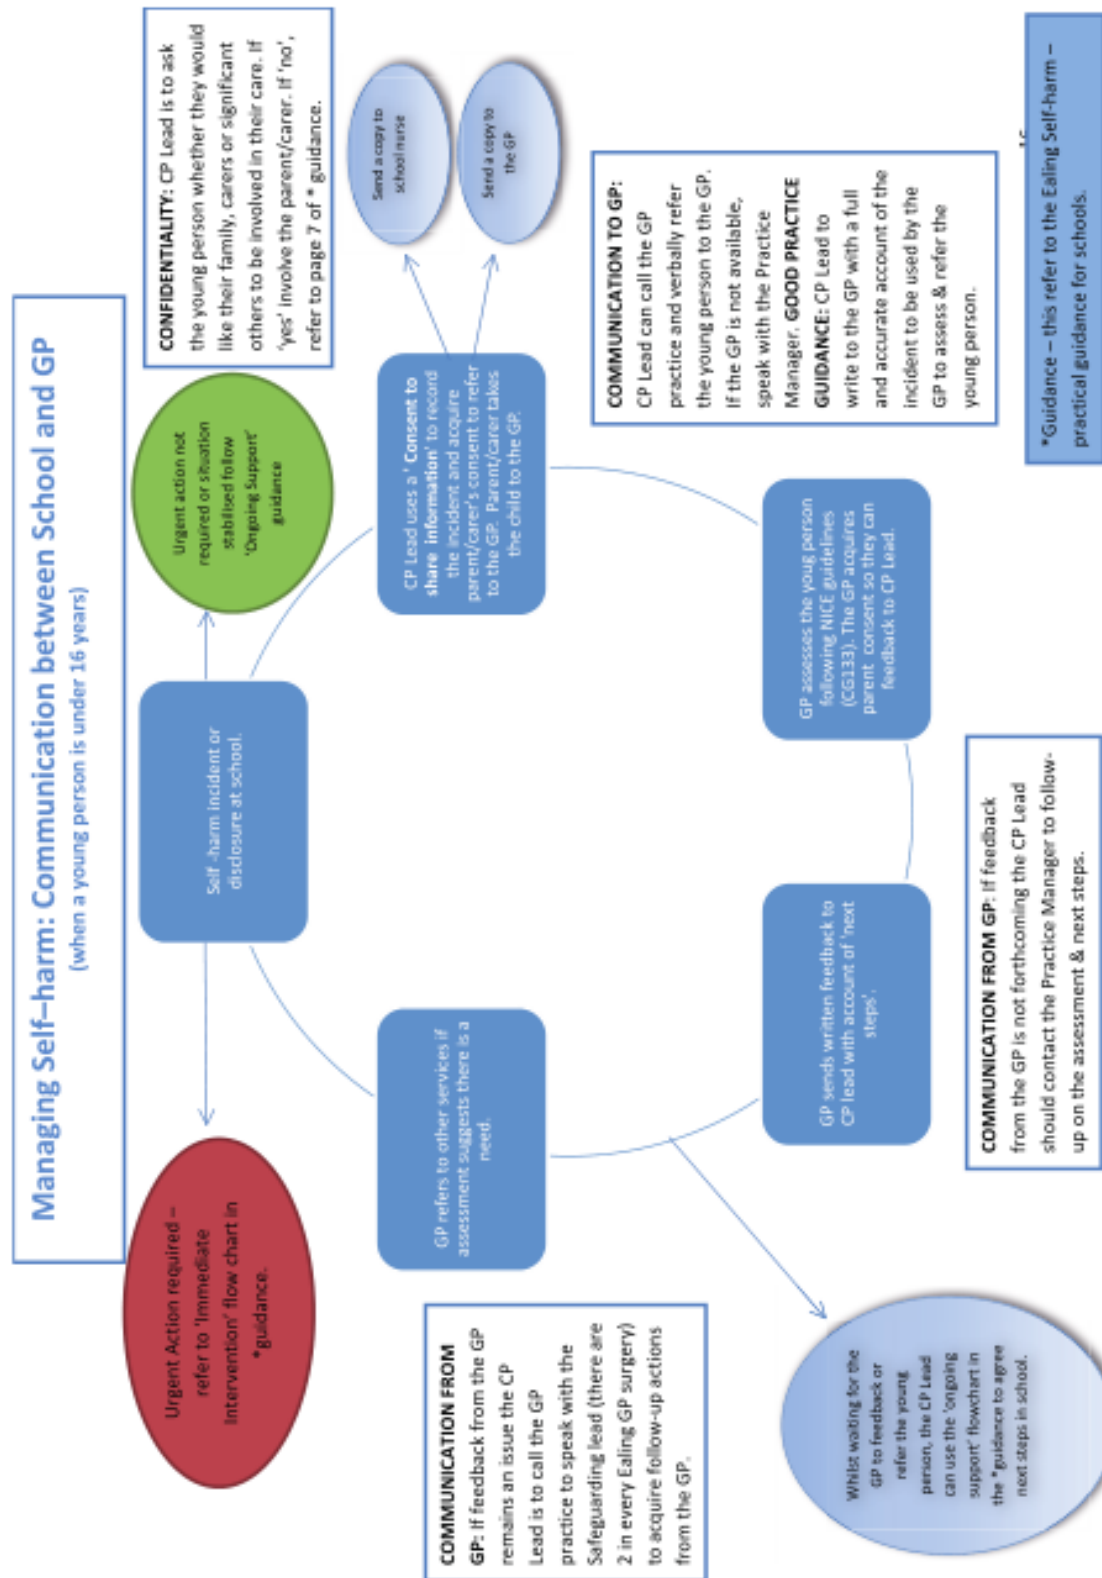 Managing Self–harm: Communication between School and GP
(when a young person is under 16 years)
Urgent Action required –
refer to 'Immediate
Intervention' flow chart in
*guidance.
Self -harm incident or
disclosure at school.
Urgent action not
required or situation
stabilised follow
'Ongoing Support'
guidance
CONFIDENTIALITY: CP Lead is to ask
the young person whether they would
like their family, carers or significant
others to be involved in their care. If
'yes' involve the parent/carer. If 'no',
refer to page 7 of * guidance.
CP Lead uses a ' Consent to
share information' to record
the incident and acquire
parent/carer's consent to refer
to the GP. Parent/carer takes
the child to the GP.
Send a copy to
school nurse
Send a copy to
the GP
COMMUNICATION TO GP:
CP Lead can call the GP
practice and verbally refer
the young person to the GP.
If the GP is not available,
speak with the Practice
Manager. GOOD PRACTICE
GUIDANCE: CP Lead to
write to the GP with a full
and accurate account of the
incident to be used by the
GP to assess & refer the
young person.
GP assesses the youg person
following NICE guidelines
(CG133). The GP acquires
parent consent so they can
feedback to CP Lead.
GP sends written feedback to
CP lead with account of 'next
steps'.
COMMUNICATION FROM GP: If feedback
from the GP is not forthcoming the CP Lead
should contact the Practice Manager to follow-
up on the assessment & next steps.
GP refers to other services if
assessment suggests there is a
need.
COMMUNICATION FROM
GP: If feedback from the GP
remains an issue the CP
Lead is to call the GP
practice to speak with the
Safeguarding lead (there are
2 in every Ealing GP surgery)
to acquire follow-up actions
from the GP.
Whilst waiting for the
GP to feedback or
refer the young
person, the CP Lead
can use the 'ongoing
support' flowchart in
the *guidance to agree
next steps in school.
*Guidance – this refer to the Ealing Self-harm –
practical guidance for schools.